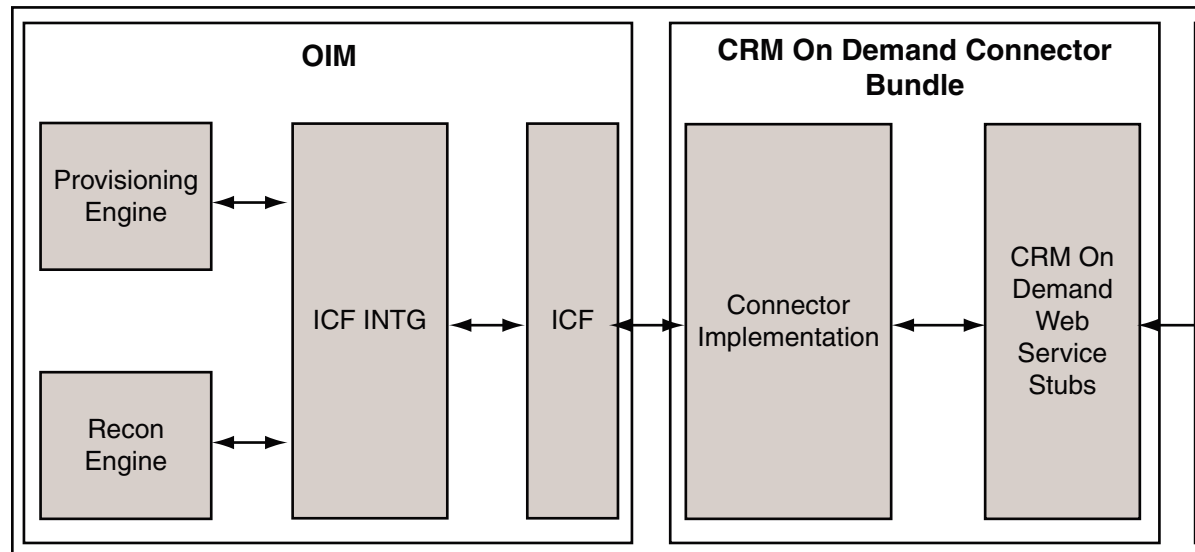 OIM
Provisioning
Engine
Recon
Engine
ICF INTG
ICF
CRM On Demand Connector
Bundle
Connector
Implementation
CRM On
Demand
Web
Service
Stubs